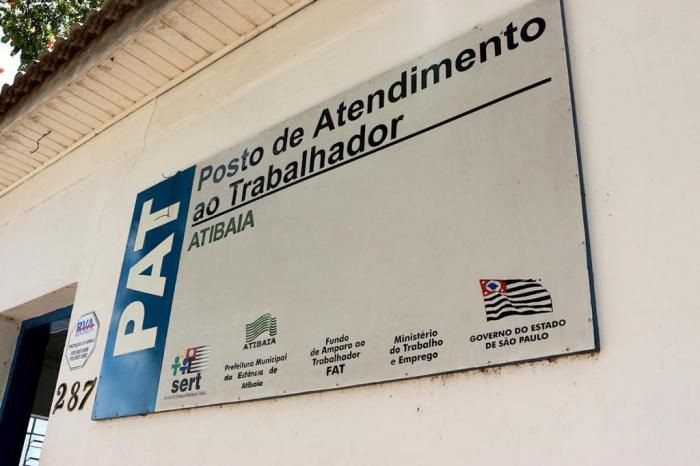 PAT
Posto de Atendimento
ao Trabalhador
ATIBAIA
sert
ATIBAIA
Prefeitura Municipal
da Estância de
Atibaia
Fundo
de Amparo ao
Trabalhador
FAT
Ministério
do Trabalho
e Emprego
GOVERNO DO ESTADO
DE SÃO PAULO
RVA
287